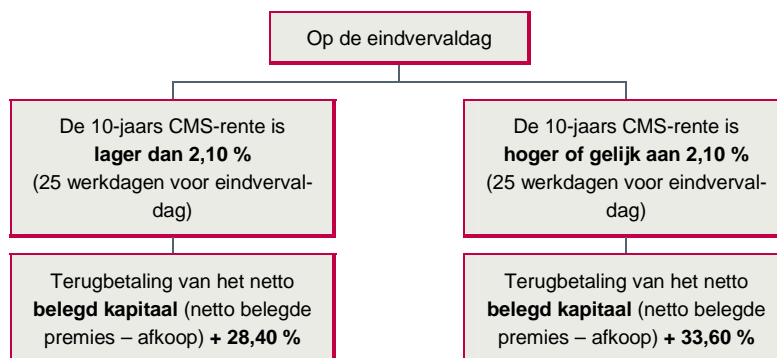 Op de eindvervaldag
De 10-jaars CMS-rente is
lager dan 2,10 %
(25 werkdagen voor eindverval-
dag)
De 10-jaars CMS-rente is
hoger of gelijk aan 2,10 %
(25 werkdagen voor eindverval-
dag)
Terugbetaling van het netto
belegd kapitaal (netto belegde
premies – afkoop) + 28,40 %
Terugbetaling van het netto
belegd kapitaal (netto belegde
premies – afkoop) + 33,60 %